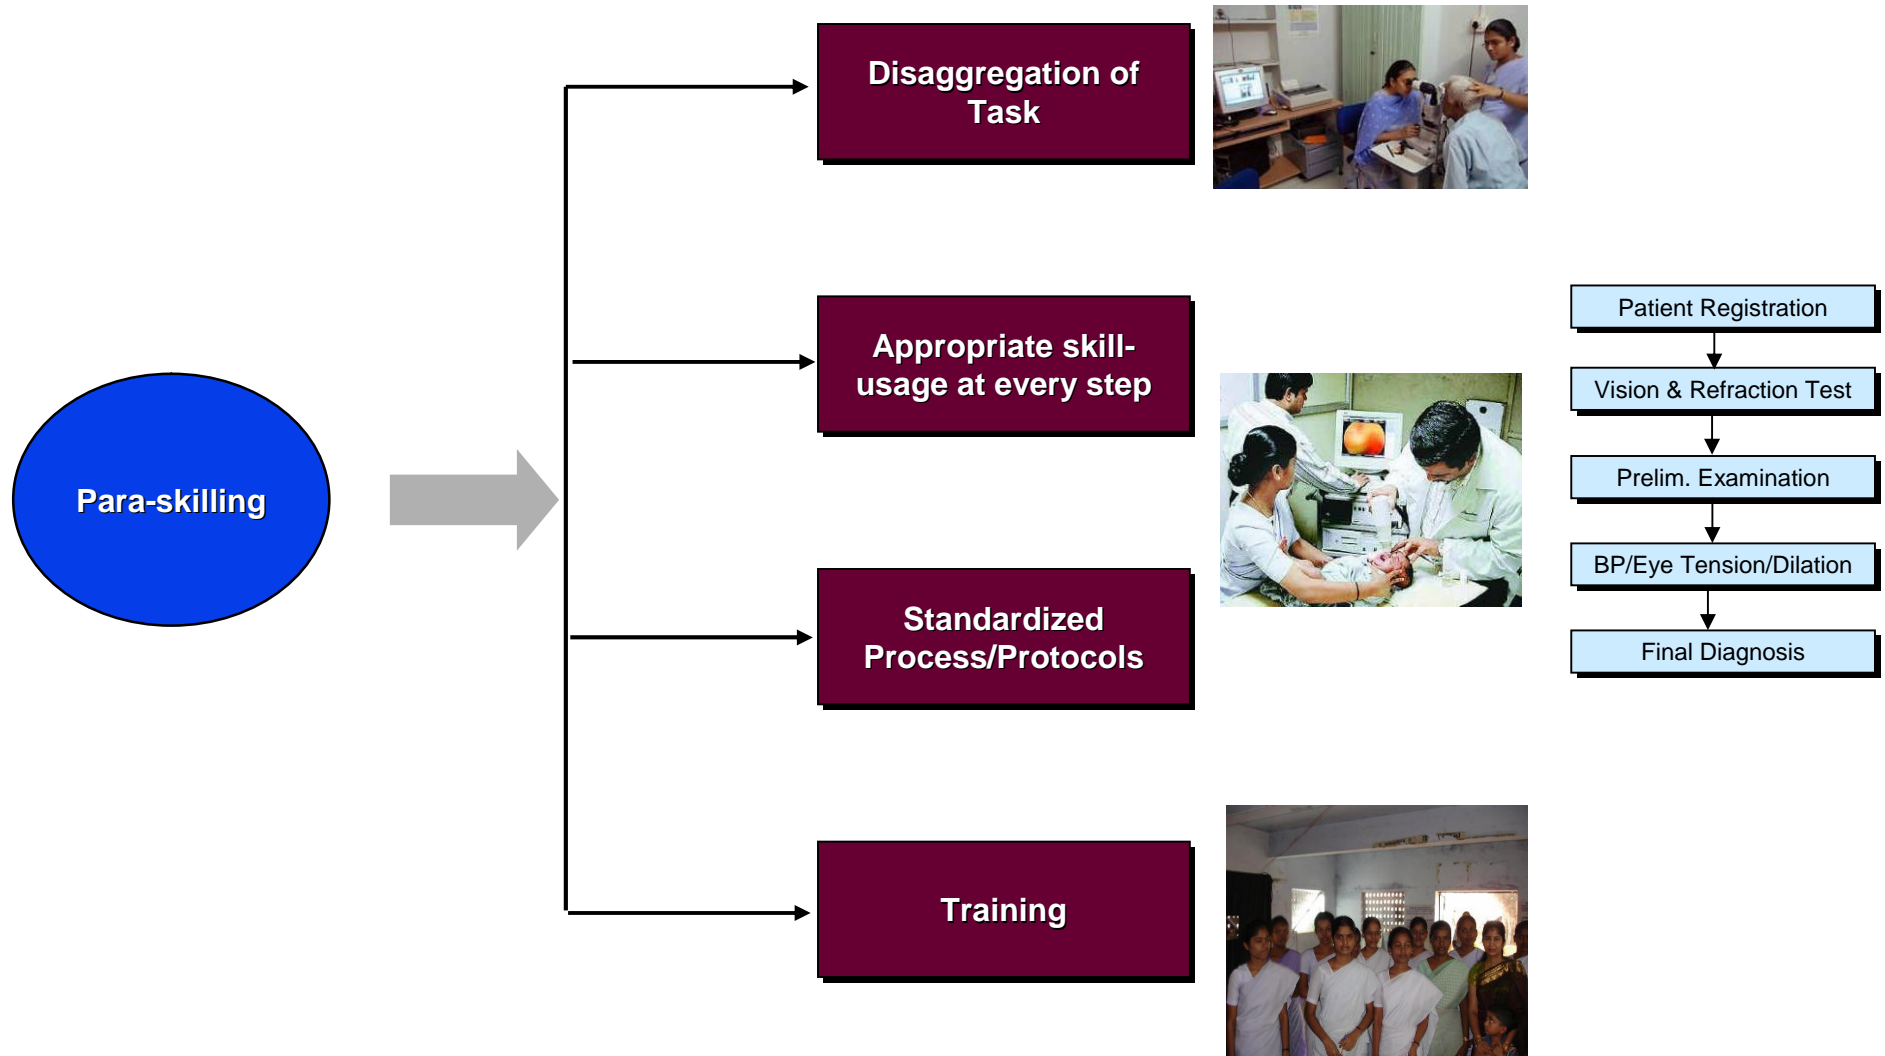 Para-skilling
Disaggregation of
Task
Appropriate skill-
usage at every step
Standardized
Process/Protocols
Training
Patient Registration
Vision & Refraction Test
Prelim. Examination
BP/Eye Tension/Dilation
Final Diagnosis